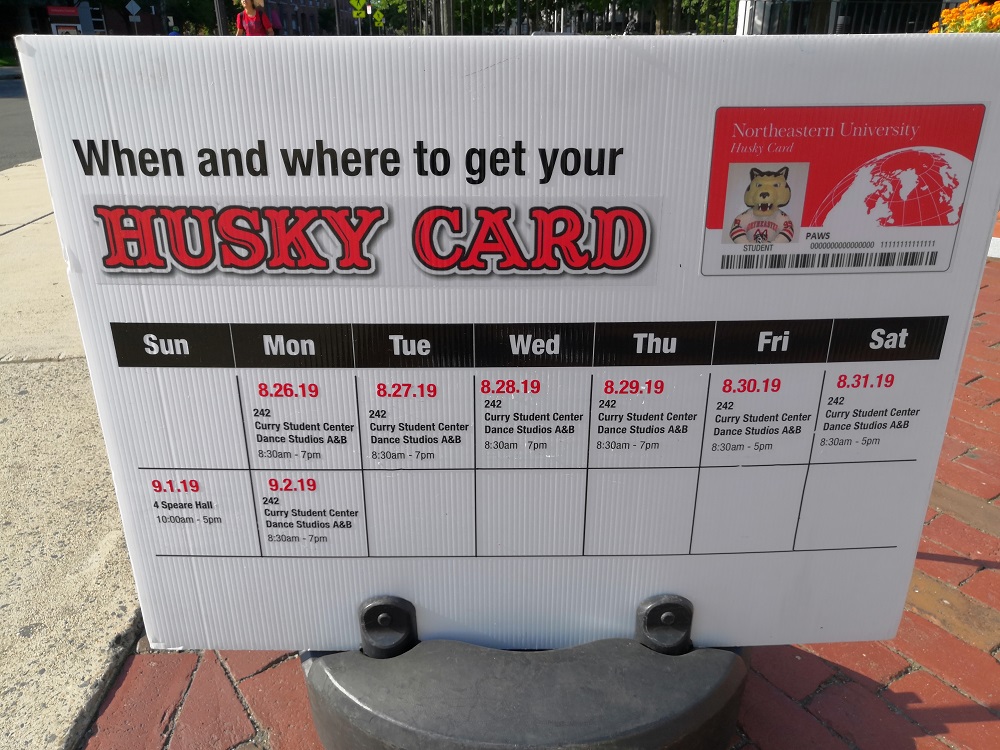 When and where to get your
HUSKY CARD
Northeastern University
Husky Card
STUDENT
PAWS
000000000000000 11111111111111
Sun Mon Tue Wed Thu Fri Sat
8.26.19
242
Curry Student Center
Dance Studios A&B
8:30am - 7pm
8.27.19
242
Curry Student Center
Dance Studios A&B
8:30am - 7pm
8.28.19
242
Curry Student Center
Dance Studios A&B
8:30am 7pm
8.29.19
242
Curry Student Center
Dance Studios A&B
8:30am - 7pm
8.30.19
242
Curry Student Center
Dance Studios A&B
8:30am - 5pm
8.31.19
242
Curry Student Center
Dance Studios A&B
8:30am - 5pm
9.1.19
4 Speare Hall
10:00am - 5pm
9.2.19
242
Curry Student Center
Dance Studios A&B
8:30am - 7pm